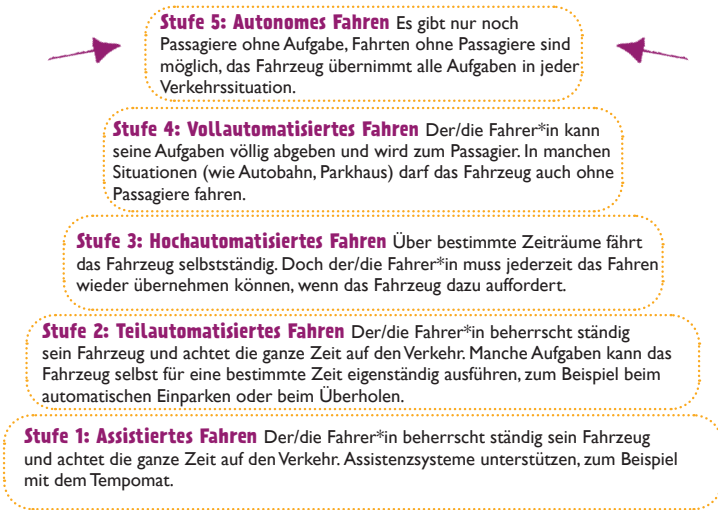 Stufe 5: Autonomes Fahren Es gibt nur noch
Passagiere ohne Aufgabe, Fahrten ohne Passagiere sind
möglich, das Fahrzeug übernimmt alle Aufgaben in jeder
Verkehrssituation.
Stufe 4: Vollautomatisiertes Fahren Der/die Fahrer*in kann
seine Aufgaben völlig abgeben und wird zum Passagier. In manchen
Situationen (wie Autobahn, Parkhaus) darf das Fahrzeug auch ohne
Passagiere fahren.
Stufe 3: Hochautomatisiertes Fahren Über bestimmte Zeiträume fährt
das Fahrzeug selbstständig. Doch der/die Fahrer*in muss jederzeit das Fahren
wieder übernehmen können, wenn das Fahrzeug dazu auffordert.
Stufe 2: Teilautomatisiertes Fahren Der/die Fahrer*in beherrscht ständig
sein Fahrzeug und achtet die ganze Zeit auf den Verkehr. Manche Aufgaben kann das
Fahrzeug selbst für eine bestimmte Zeit eigenständig ausführen, zum Beispiel beim
automatischen Einparken oder beim Überholen.
Stufe 1: Assistiertes Fahren Der/die Fahrer*in beherrscht ständig sein Fahrzeug
und achtet die ganze Zeit auf den Verkehr. Assistenzsysteme unterstützen, zum Beispiel
mit dem Tempomat.